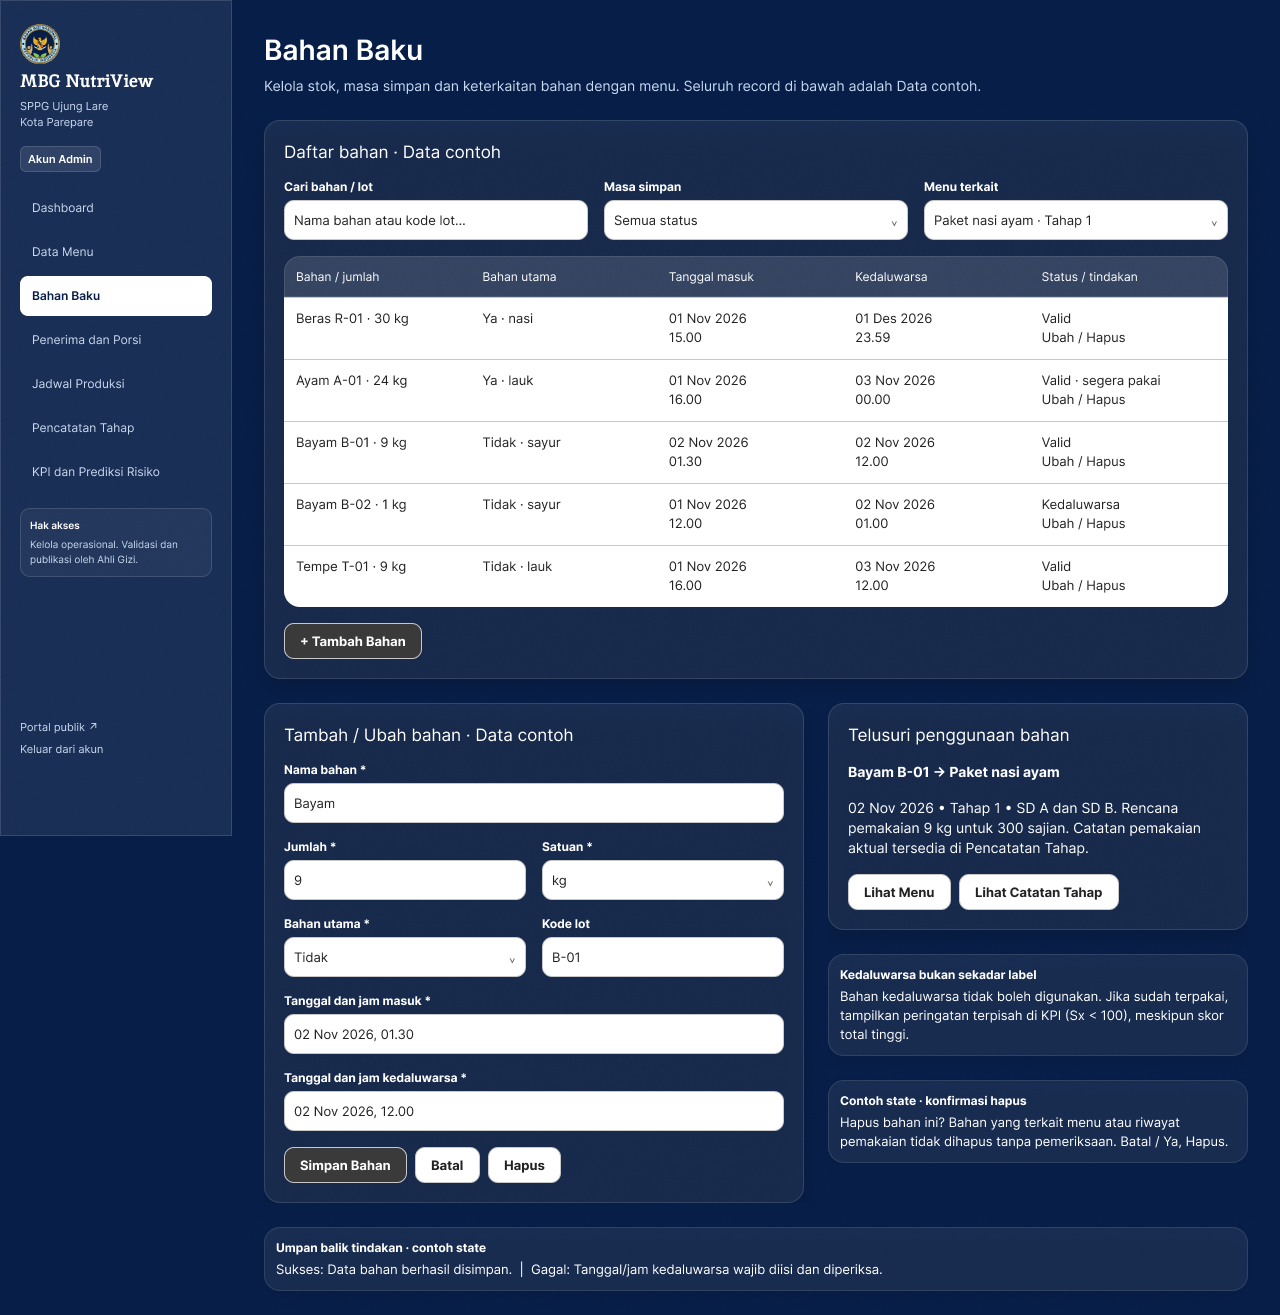 MBG NutriView
SPPG Ujung Lare
Kota Parepare
Akun Admin
Dashboard
Data Menu
Bahan Baku
Penerima dan Porsi
Jadwal Produksi
Pencatatan Tahap
KPI dan Prediksi Risiko
Hak akses
Kelola operasional. Validasi dan
publikasi oleh Ahli Gizi.
Portal publik ↗
Keluar dari akun
Bahan Baku
Kelola stok, masa simpan dan keterkaitan bahan dengan menu. Seluruh record di bawah adalah Data contoh.
Daftar bahan · Data contoh
Cari bahan / lot
Masa simpan
Menu terkait
Nama bahan atau kode lot...
Semua status
Paket nasi ayam · Tahap 1
Bahan / jumlah
Bahan utama
Tanggal masuk
Kedaluwarsa
Status / tindakan
Beras R-01 · 30 kg
Ya · nasi
01 Nov 2026
15.00
01 Des 2026
23.59
Valid
Ubah / Hapus
Ayam A-01 · 24 kg
Ya · lauk
01 Nov 2026
16.00
03 Nov 2026
00.00
Valid · segera pakai
Ubah / Hapus
Bayam B-01 · 9 kg
Tidak · sayur
02 Nov 2026
01.30
02 Nov 2026
12.00
Valid
Ubah / Hapus
Bayam B-02 · 1 kg
Tidak · sayur
01 Nov 2026
12.00
02 Nov 2026
01.00
Kedaluwarsa
Ubah / Hapus
Tempe T-01 · 9 kg
Tidak · lauk
01 Nov 2026
16.00
03 Nov 2026
12.00
Valid
Ubah / Hapus
+ Tambah Bahan
Tambah / Ubah bahan · Data contoh
Nama bahan *
Bayam
Jumlah *
Satuan *
9
kg
Bahan utama *
Kode lot
Tidak
B-01
Tanggal dan jam masuk *
02 Nov 2026, 01.30
Tanggal dan jam kedaluwarsa *
02 Nov 2026, 12.00
Simpan Bahan
Batal
Hapus
Telusuri penggunaan bahan
Bayam B-01 → Paket nasi ayam
02 Nov 2026 • Tahap 1 • SD A dan SD B. Rencana
pemakaian 9 kg untuk 300 sajian. Catatan pemakaian
aktual tersedia di Pencatatan Tahap.
Lihat Menu
Lihat Catatan Tahap
Kedaluwarsa bukan sekadar label
Bahan kedaluwarsa tidak boleh digunakan. Jika sudah terpakai,
tampilkan peringatan terpisah di KPI (Sx < 100), meskipun skor
total tinggi.
Contoh state · konfirmasi hapus
Hapus bahan ini? Bahan yang terkait menu atau riwayat
pemakaian tidak dihapus tanpa pemeriksaan. Batal / Ya, Hapus.
Umpan balik tindakan · contoh state
Sukses: Data bahan berhasil disimpan. | Gagal: Tanggal/jam kedaluwarsa wajib diisi dan diperiksa.